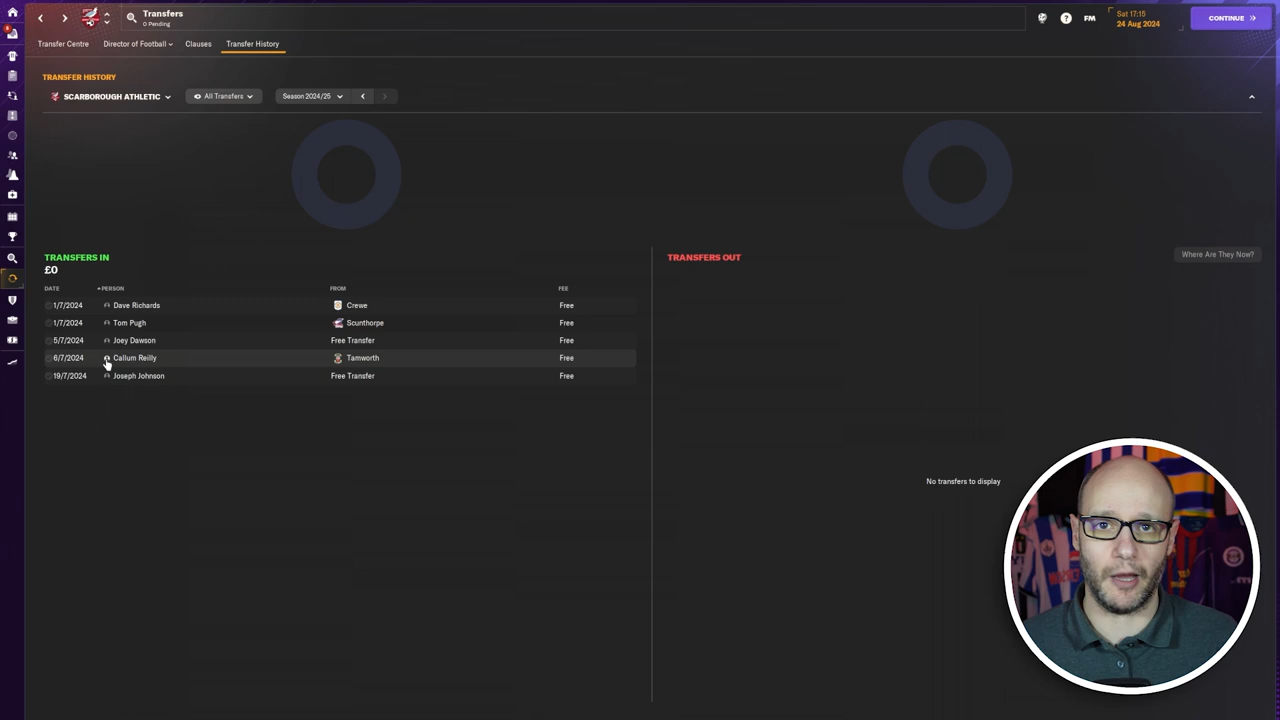 Transfers
0 Pending
FM
Sat 17:15
24 Aug 2024
CONTINUE
Transfer Centre
Director of Football
Clauses
Transfer History
TRANSFER HISTORY
SCARBOROUGH ATHLETIC
All Transfers
Season 2024/25
TRANSFERS IN
£0
DATE PERSON FROM FEE
1/7/2024 Dave Richards Crewe Free
1/7/2024 Tom Pugh Scunthorpe Free
5/7/2024 Joey Dawson Free Transfer Free
6/7/2024 Callum Reilly Tamworth Free
19/7/2024 Joseph Johnson Free Transfer Free
TRANSFERS OUT
Where Are They Now?
No transfers to display